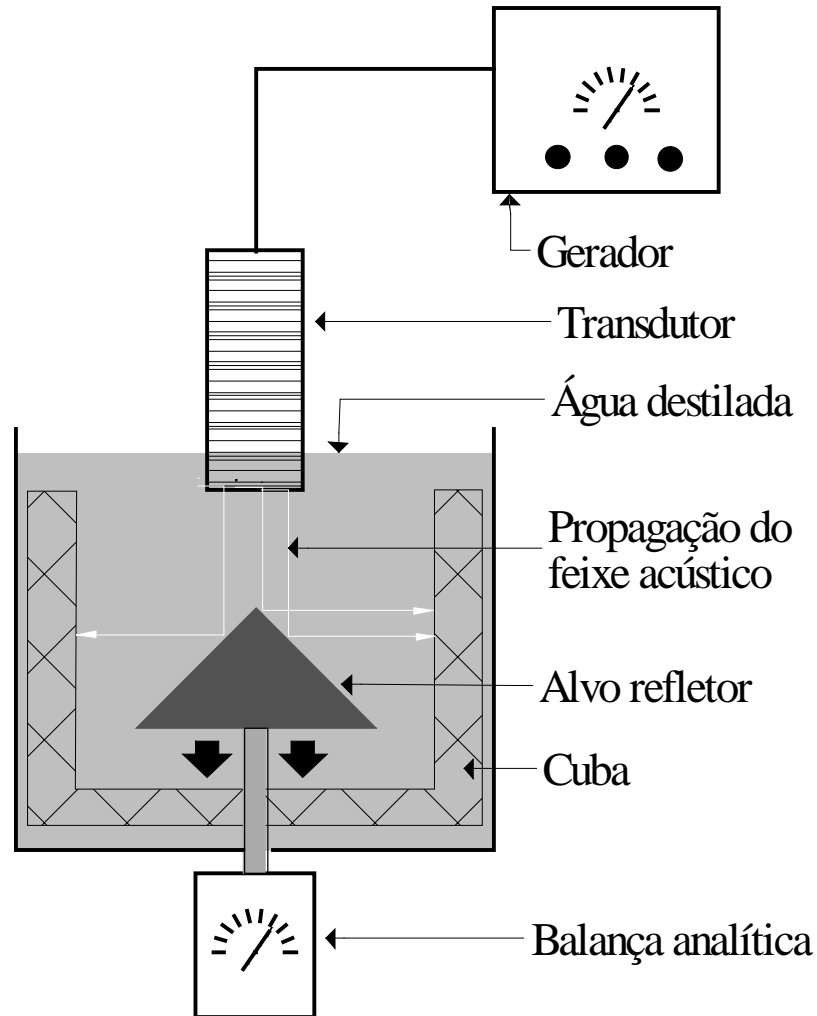 Gerador
Transdutor
Água destilada
Propagação do
feixe acústico
Alvo refletor
Cuba
Balança analítica